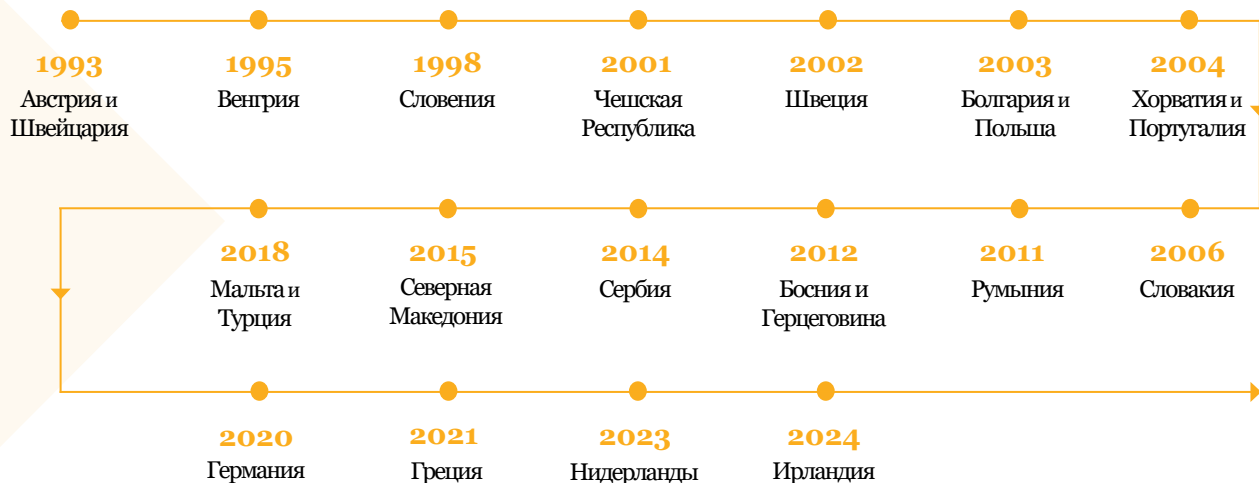 1993 1995 1998 2001 2002 2003 2004
Австрия и Венгрия Словения Чешская Швеция Болгария и Хорватия и
Швейцария Республика Польша Португалия
2018 2015 2014 2012 2011 2006
Мальта и Северная Сербия Босния и Румыния Словакия
Турция Македония Герцеговина
2020 2021 2023 2024
Германия Греция Нидерланды Ирландия